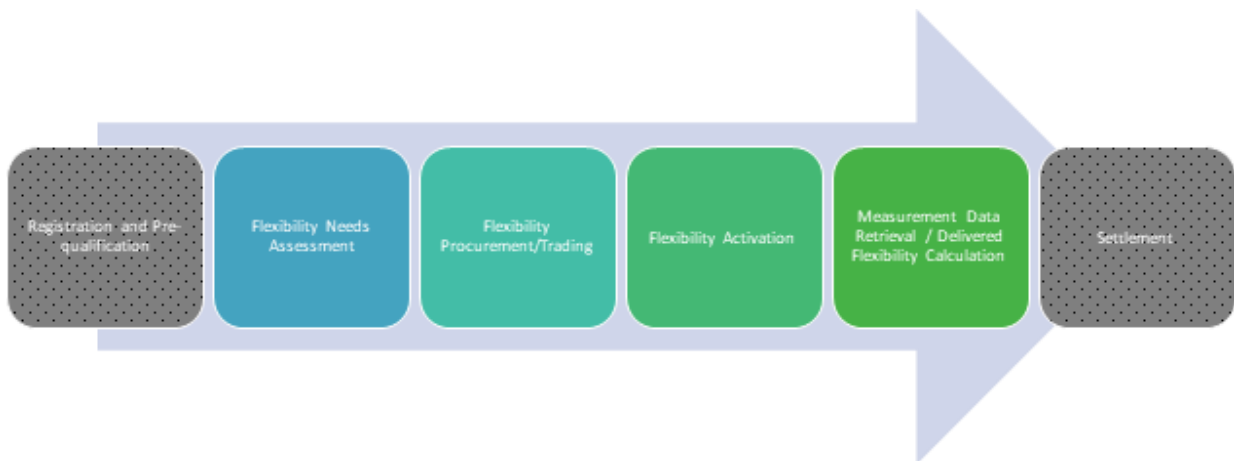 Registration and Pre-
qualification
Flexibility Needs
Assessment
Flexibility
Procurement/Trading
Flexibility Activation
Measurement Data
Retrieval / Delivered
Flexibility Calculation
Settlement